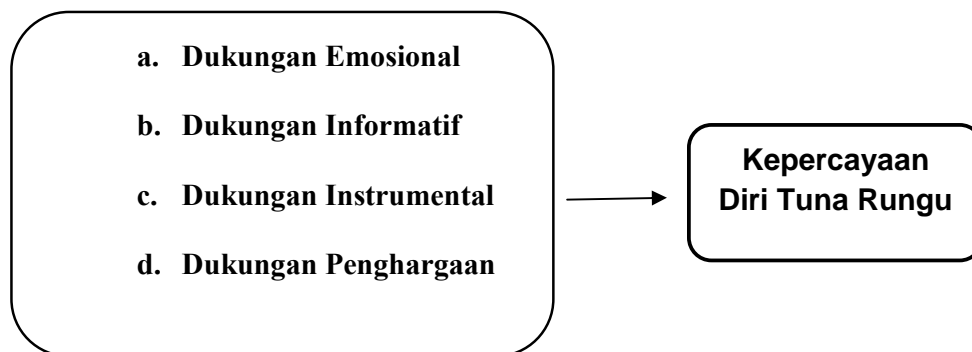 a. Dukungan Emosional
b. Dukungan Informatif
c. Dukungan Instrumental
d. Dukungan Penghargaan
Kepercayaan
Diri Tuna Rungu